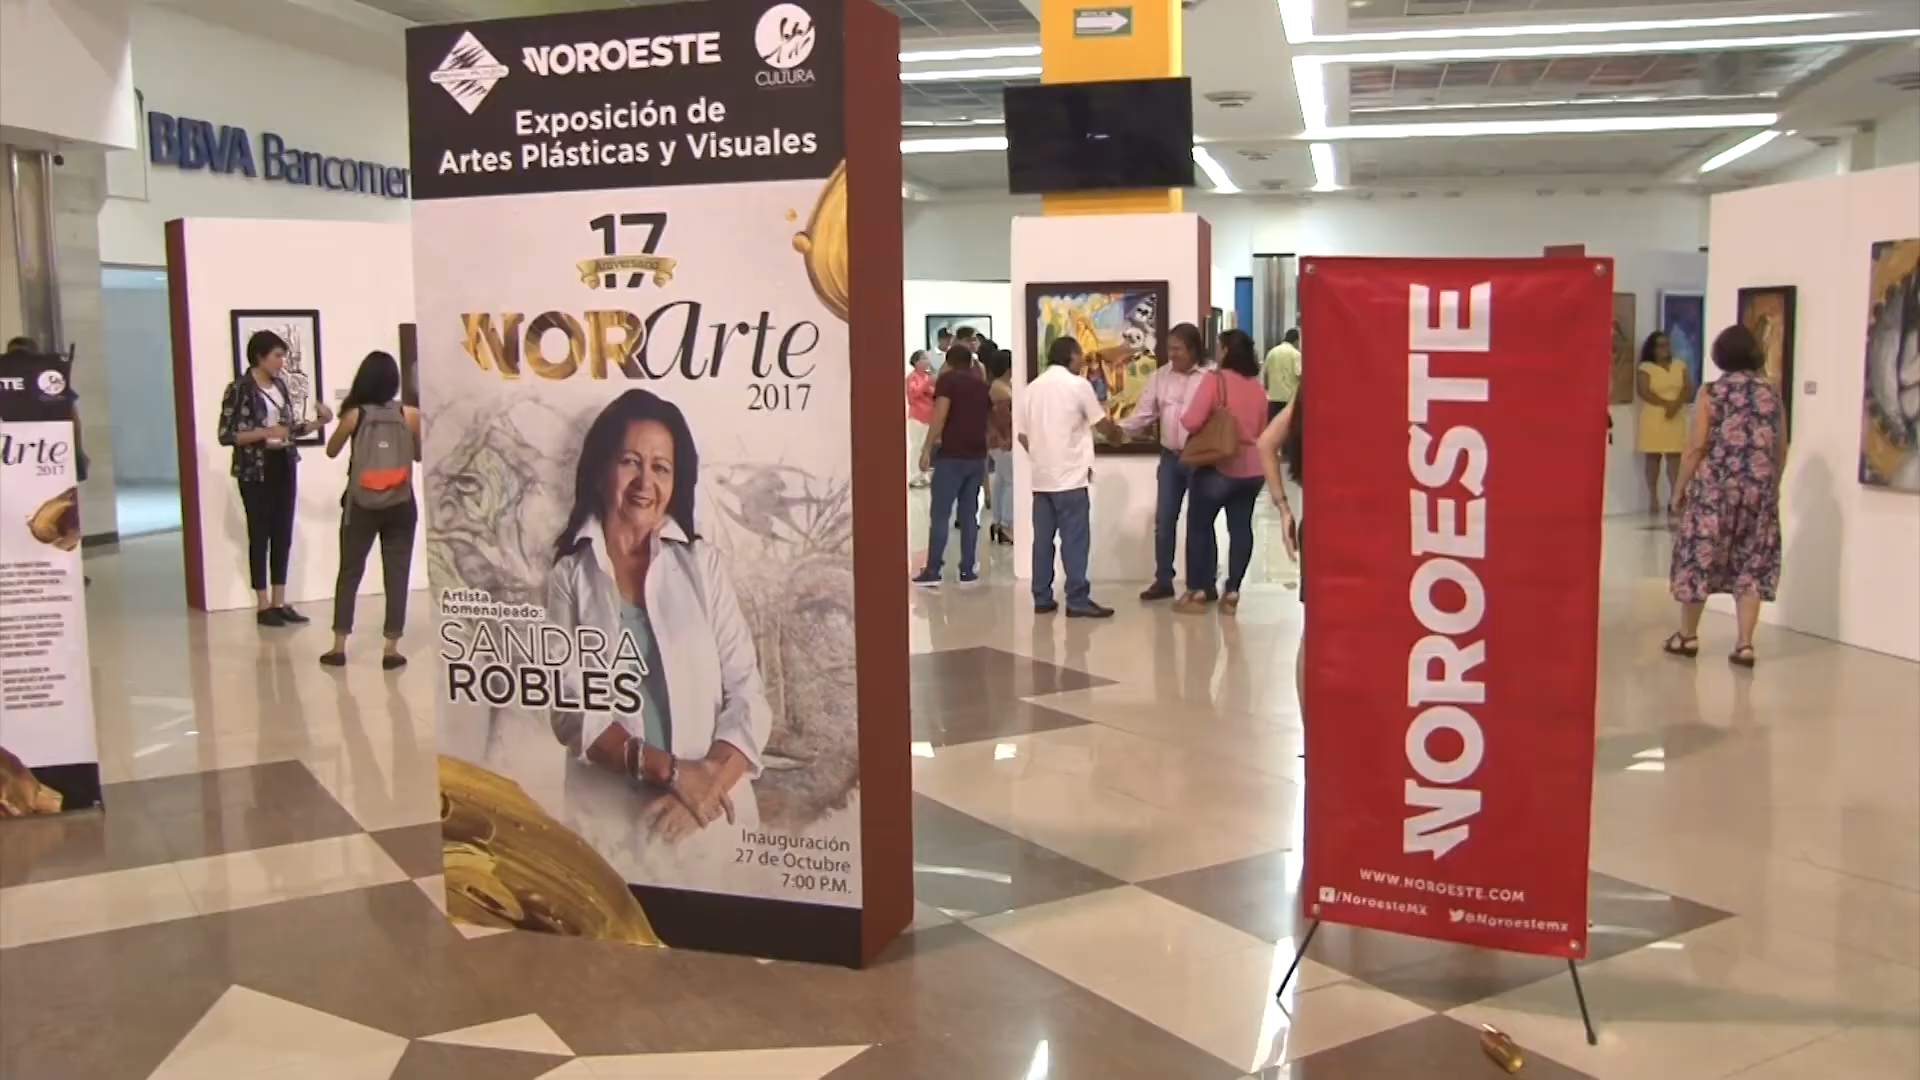 BBVA Bancomer
NOROESTE
CULTURA
Exposición de
Artes Plásticas y Visuales
17
Aniversario
NORArte
2017
Artista
homenajeado:
SANDRA
ROBLES
Inauguración
27 de Octubre
7:00 P.M.
NOROESTE
WWW.NOROESTE.COM
/NoroesteMX
@Noroestemx
STE
Arte
2017